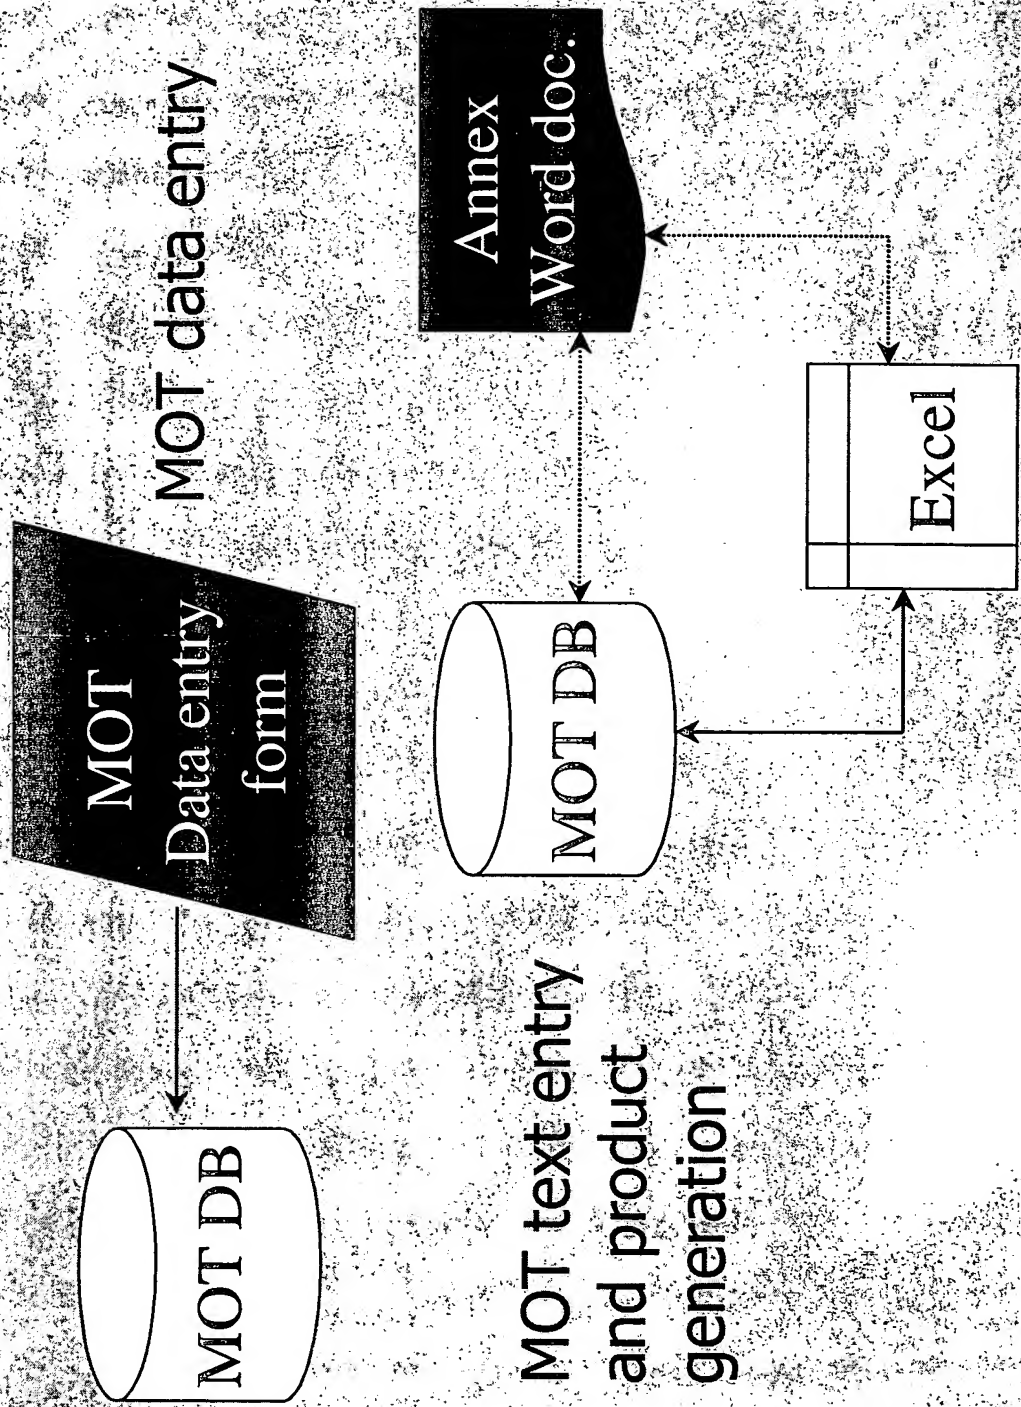 MOT DB
MOT
Data entry
form
MOT data entry
MOT text entry
and product
generation
MOT DB
Annex
Word doc.
Excel